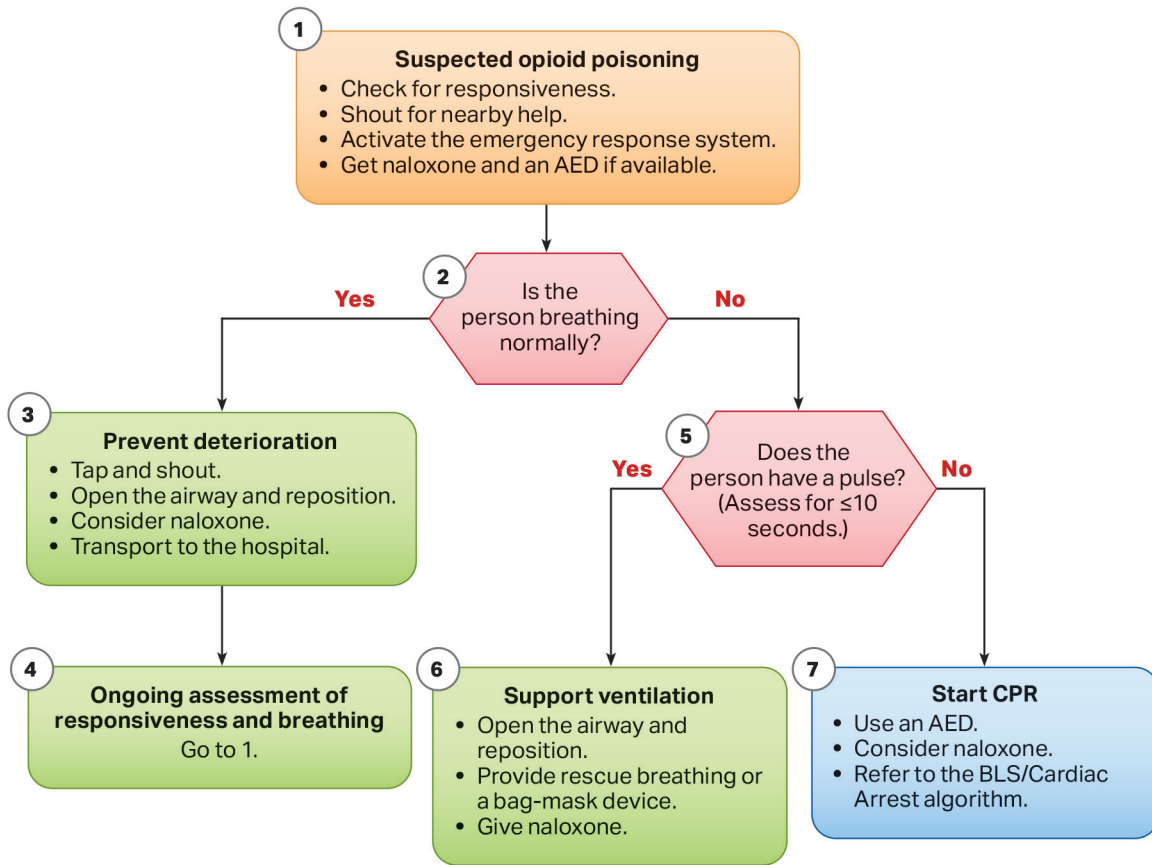 1
Suspected opioid poisoning
• Check for responsiveness.
• Shout for nearby help.
• Activate the emergency response system.
• Get naloxone and an AED if available.
2
Is the
person breathing
normally?
Yes
No
3
Prevent deterioration
• Tap and shout.
• Open the airway and reposition.
• Consider naloxone.
• Transport to the hospital.
4
Ongoing assessment of
responsiveness and breathing
Go to 1.
5
Does the
person have a pulse?
(Assess for ≤10
seconds.)
Yes
No
6
Support ventilation
• Open the airway and
reposition.
• Provide rescue breathing or
a bag-mask device.
• Give naloxone.
7
Start CPR
• Use an AED.
• Consider naloxone.
• Refer to the BLS/Cardiac
Arrest algorithm.